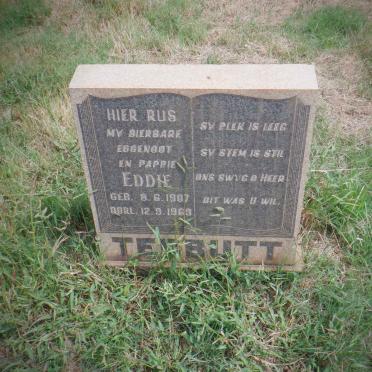 HIER RUS
MY DIERBARE
EGGENOOT
EN PAPPIE
EDDIE
GEB. 8.6.1907
OORL. 12.9.1969
SY PLEK IS LEEG
SY STEM IS STIL
ONS SWYG O HEER
DIT WAS U WIL.
TEBBUTT